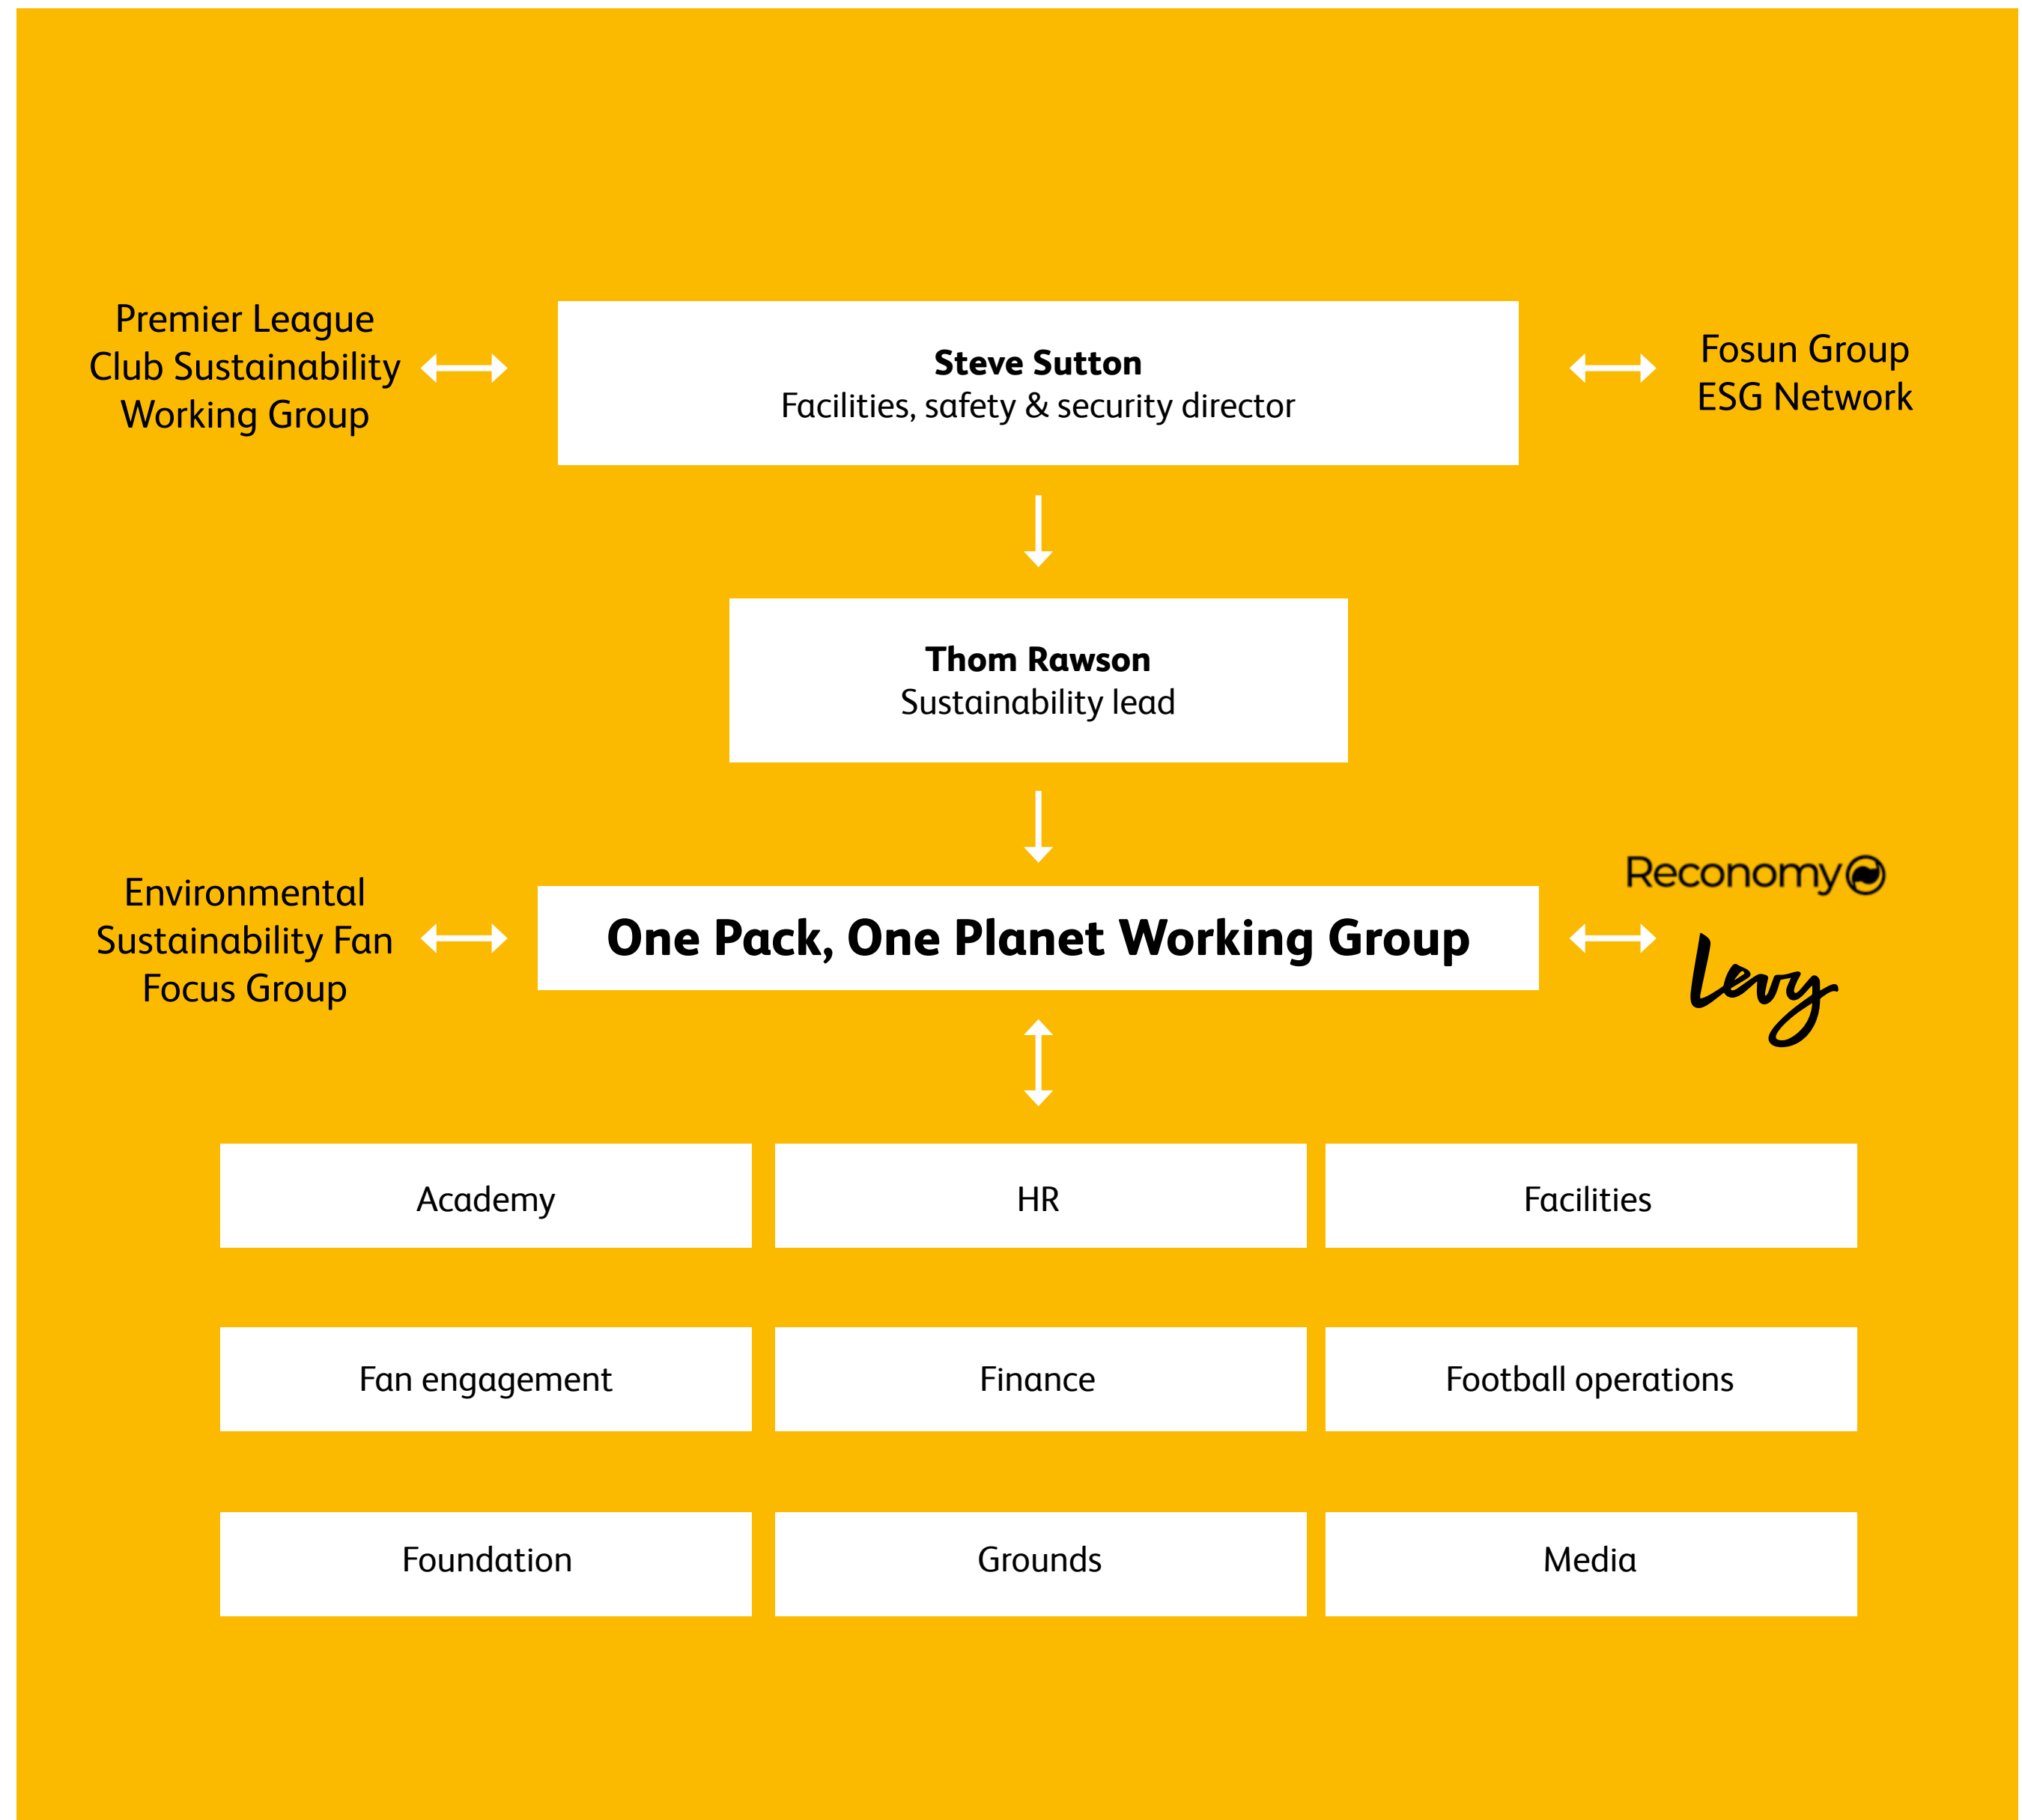 Premier League
Club Sustainability
Working Group
Steve Sutton
Facilities, safety & security director
Fosun Group
ESG Network
Thom Rawson
Sustainability lead
Environmental
Sustainability Fan
Focus Group
One Pack, One Planet Working Group
Reconomy
Levy
Academy
HR
Facilities
Fan engagement
Finance
Football operations
Foundation
Grounds
Media